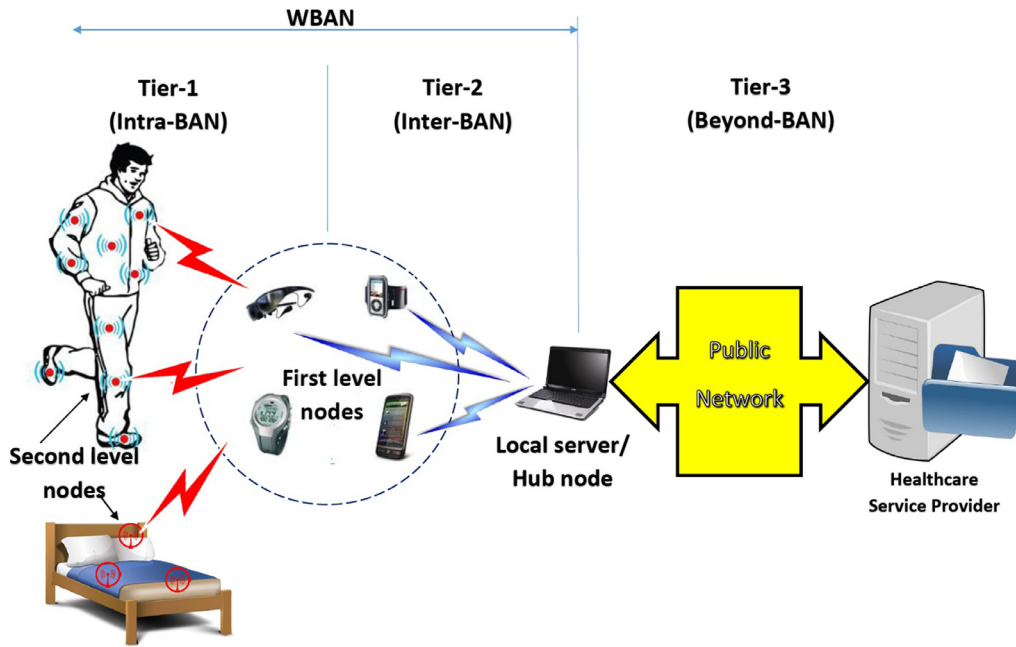 WBAN
Tier-1
(Intra-BAN)
Tier-2
(Inter-BAN)
Tier-3
(Beyond-BAN)
First level
nodes
Second level
nodes
Local server/
Hub node
Public
Network
Healthcare
Service Provider